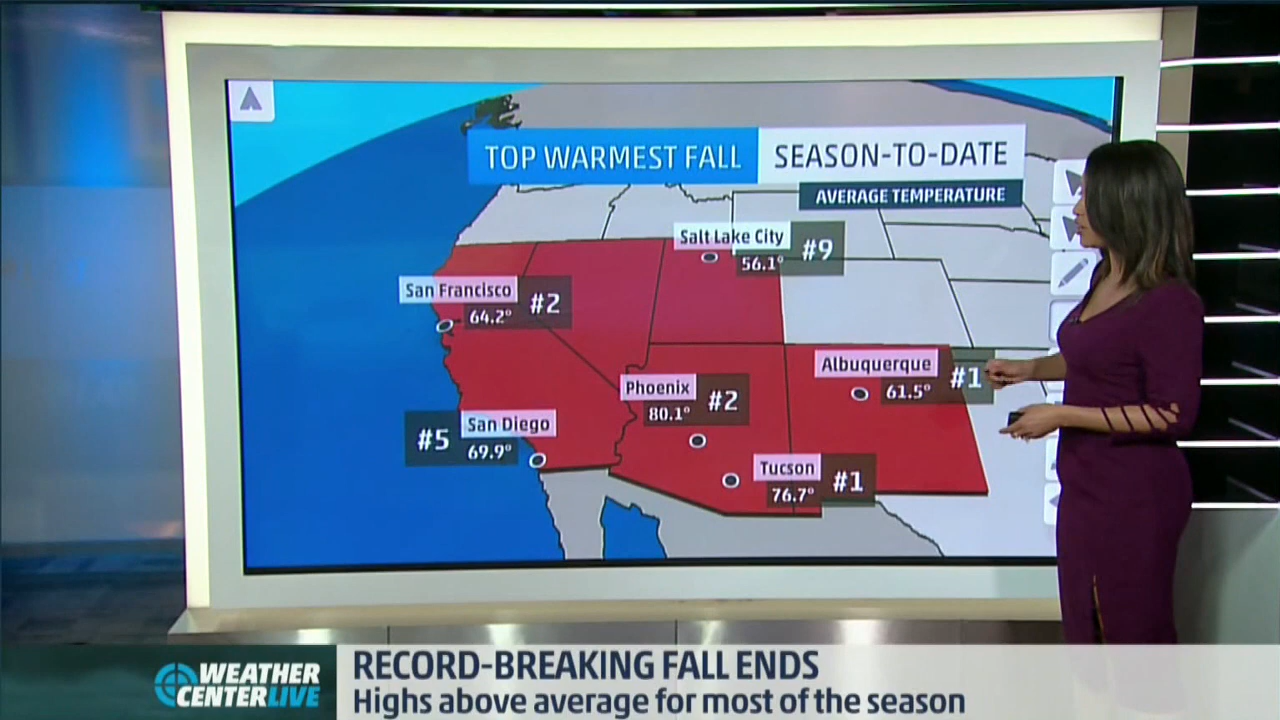 TOP WARMEST FALL SEASON-TO-DATE
AVERAGE TEMPERATURE
Salt Lake City
56.1°
#9
San Francisco
64.2°
#2
Albuquerque
61.5°
#1
Phoenix
80.1°
#2
San Diego
#5
69.9°
Tucson
76.7°
#1
WEATHER
CENTER LIVE
RECORD-BREAKING FALL ENDS
Highs above average for most of the season